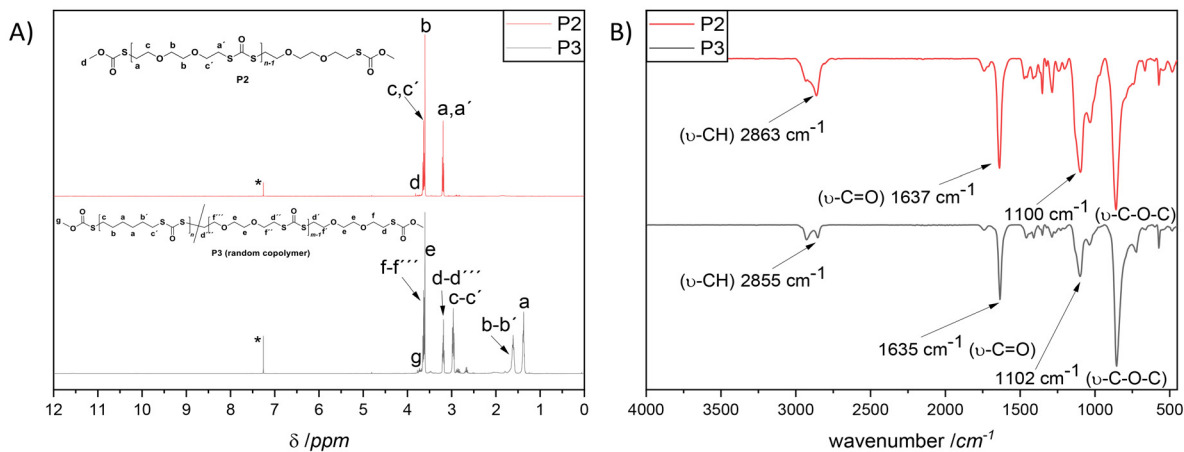 A)
P2
P3
b
c,c´
a,a´
d
*
O
d
O
S
c
a
O
b
b
O
c´
a´
S
O
S
n-1
O
O
S
O
O
P2
e
f-f´´´
d-d´´´
c-c´
b-b´
a
g
*
P3 (random copolymer)
12 11 10 9 8 7 6 5 4 3 2 1 0
δ /ppm
B)
P2
P3
(υ-CH) 2863 cm-1
(υ-C=O) 1637 cm-1
1100 cm-1 (υ-C-O-C)
(υ-CH) 2855 cm-1
1635 cm-1 (υ-C=O)
1102 cm-1 (υ-C-O-C)
4000 3500 3000 2500 2000 1500 1000 500
wavenumber /cm-1